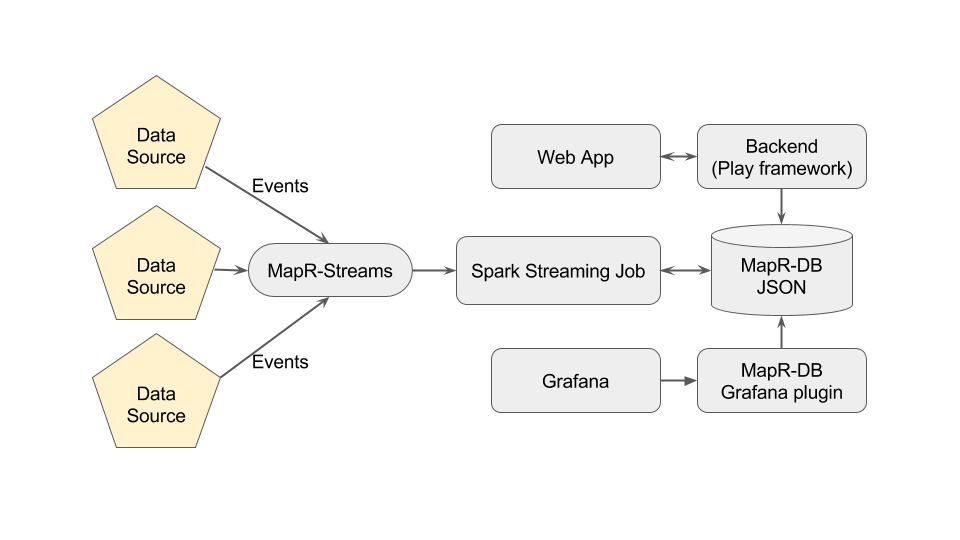 Data
Source
Events
Data
Source
MapR-Streams
Data
Source
Events
Web App
Backend
(Play framework)
Spark Streaming Job
MapR-DB
JSON
Grafana
MapR-DB
Grafana plugin